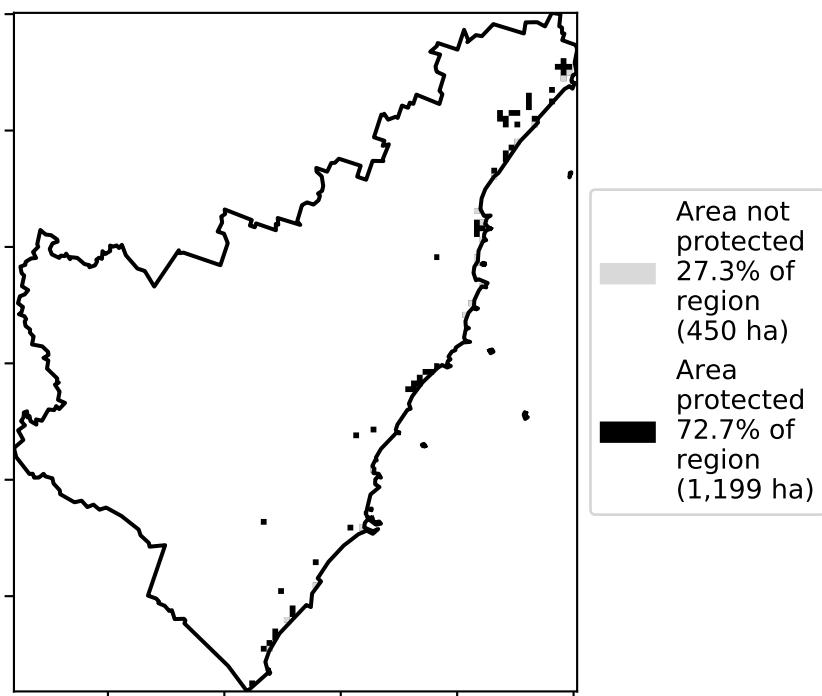 Area not
protected
27.3% of
region
(450 ha)
Area
protected
72.7% of
region
(1,199 ha)